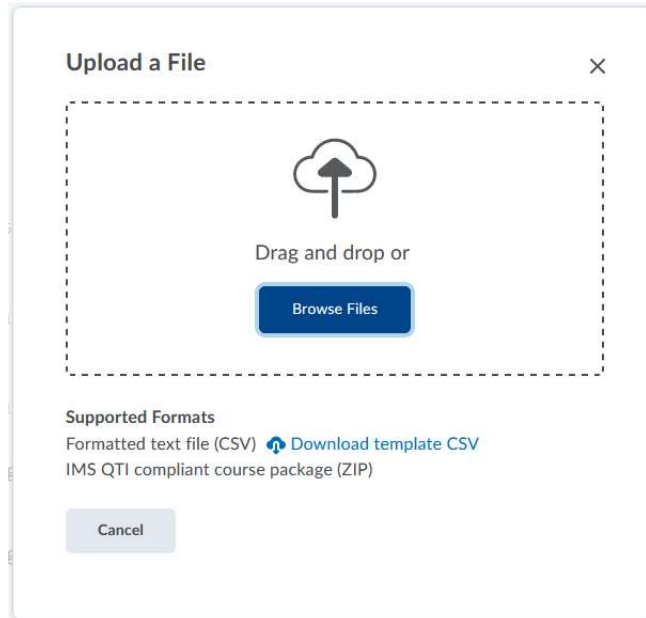 Upload a File
Drag and drop or
Browse Files
Supported Formats
Formatted text file (CSV) Download template CSV
IMS QTI compliant course package (ZIP)
Cancel